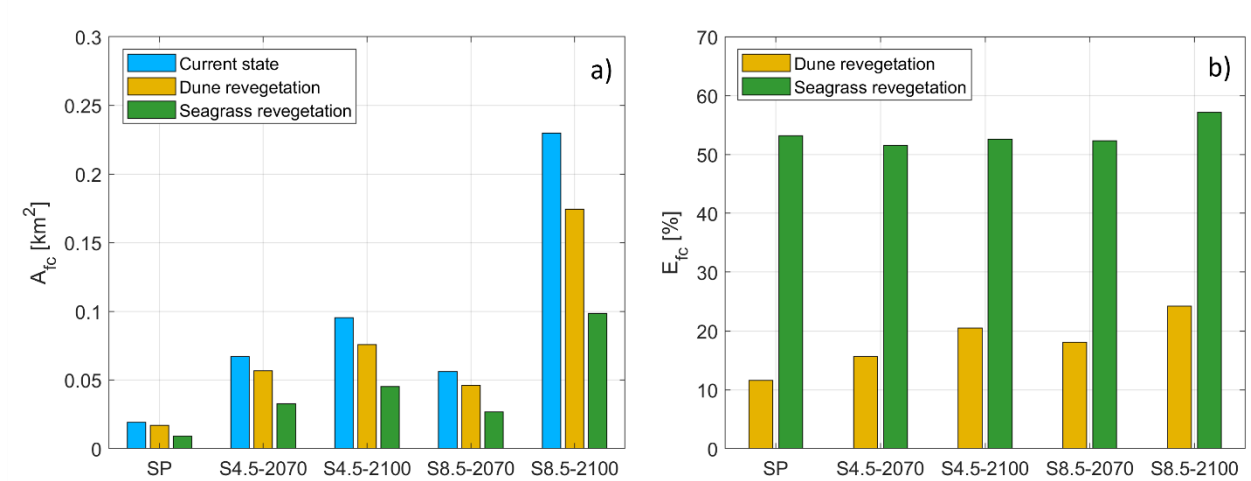 a)
Current state
Dune revegetation
Seagrass revegetation
0.3
0.25
0.2
0.15
0.1
0.05
0
A_fc [km²]
SP S4.5-2070 S4.5-2100 S8.5-2070 S8.5-2100
b)
Dune revegetation
Seagrass revegetation
70
60
50
40
30
20
10
0
E_fc [%]
SP S4.5-2070 S4.5-2100 S8.5-2070 S8.5-2100